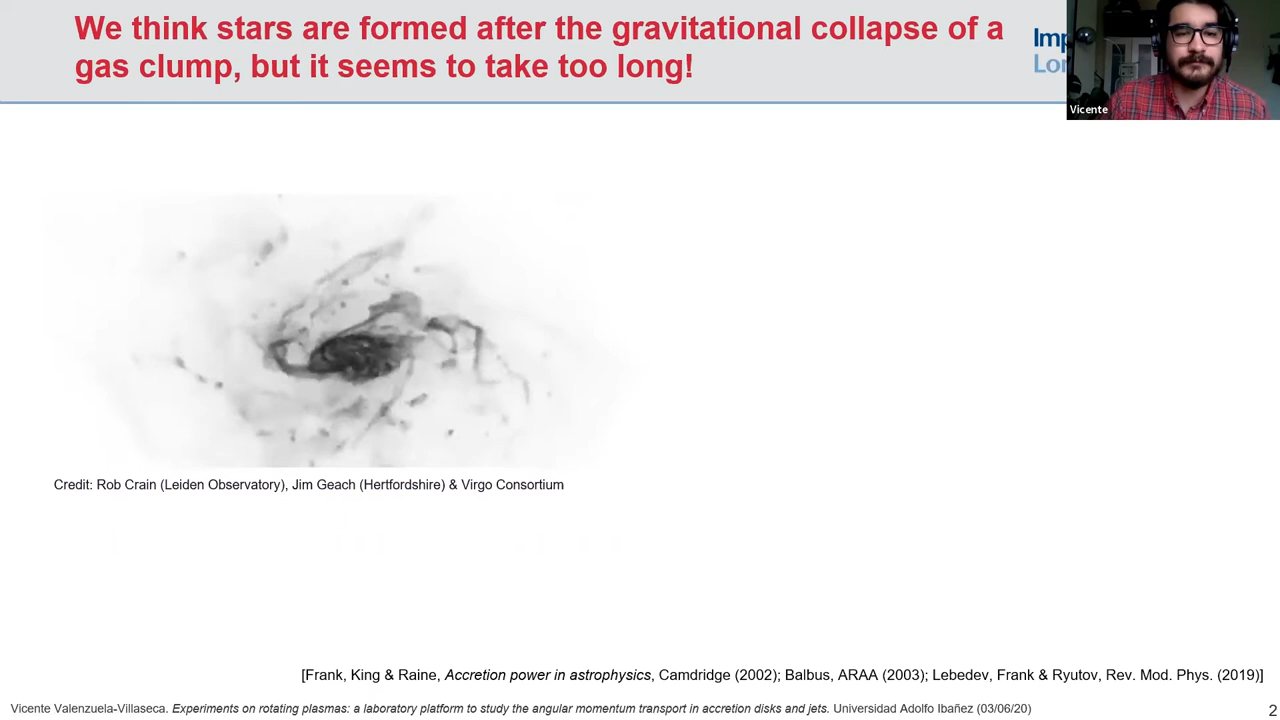 We think stars are formed after the gravitational collapse of a
gas clump, but it seems to take too long!
Vicente
Credit: Rob Crain (Leiden Observatory), Jim Geach (Hertfordshire) & Virgo Consortium
[Frank, King & Raine, Accretion power in astrophysics, Camdridge (2002); Balbus, ARAA (2003); Lebedev, Frank & Ryutov, Rev. Mod. Phys. (2019)]
Vicente Valenzuela-Villaseca. Experiments on rotating plasmas: a laboratory platform to study the angular momentum transport in accretion disks and jets. Universidad Adolfo Ibañez (03/06/20)
2